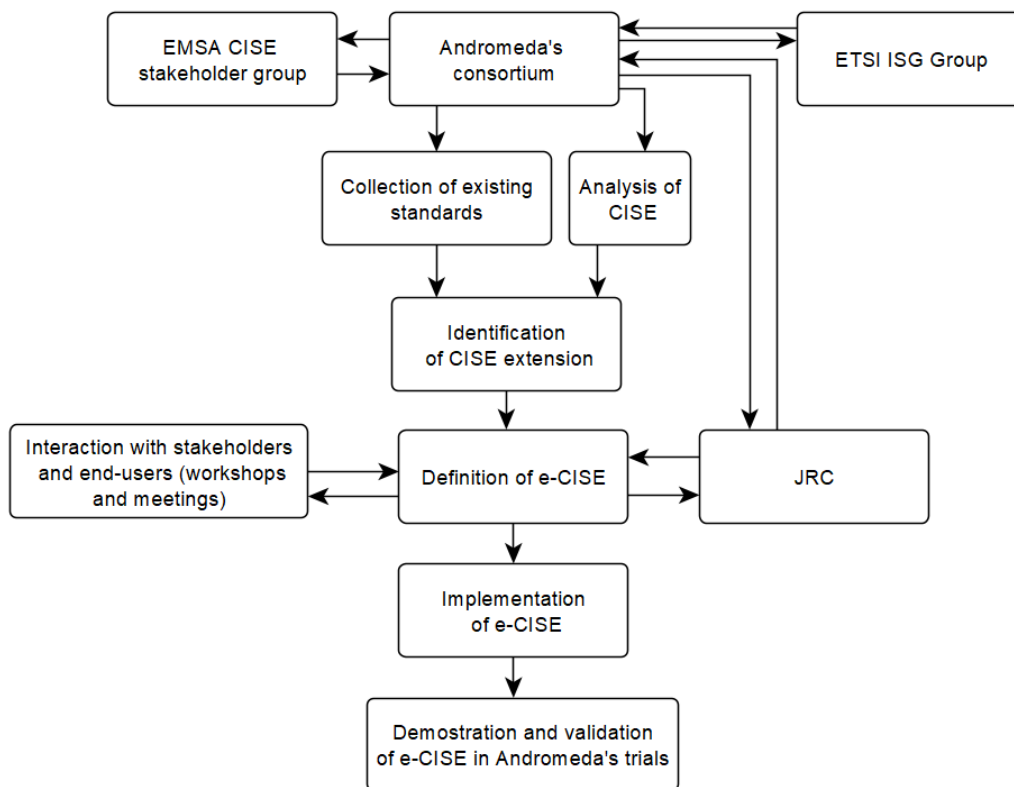 EMSA CISE
stakeholder group
Andromeda's
consortium
ETSI ISG Group
Collection of existing
standards
Analysis of
CISE
Identification
of CISE extension
Interaction with stakeholders
and end-users (workshops
and meetings)
Definition of e-CISE
JRC
Implementation
of e-CISE
Demostration and validation
of e-CISE in Andromeda's trials